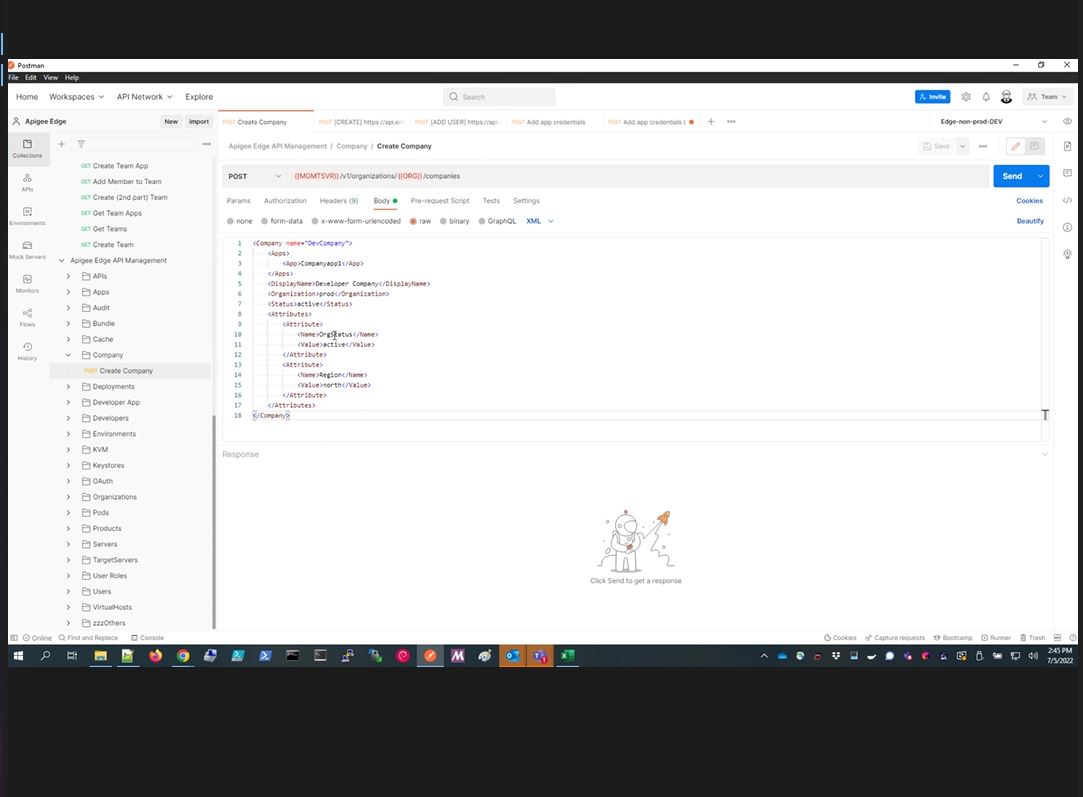 Postman
File Edit View Help
Home Workspaces API Network Explore
Search
Invite
Team
Apigee Edge
New Import
POST Create Company
POST [CREATE] https://api.en
POST [ADD USER] https://api.
POST Add app credentials
POST Add app credentials (
Edge-non-prod-DEV
Collections
APIs
Environments
Mock Servers
Monitors
Flows
History
GET Create Team App
GET Add Member to Team
GET Create (2nd part) Team
GET Get Team Apps
GET Get Teams
GET Create Team
Apigee Edge API Management
APIs
Apps
Audit
Bundle
Cache
Company
POST Create Company
Deployments
Developer App
Developers
Environments
KVM
Keystores
OAuth
Organizations
Pods
Products
Servers
TargetServers
User Roles
Users
VirtualHosts
zzzOthers
Apigee Edge API Management / Company / Create Company
Save
POST {{MGMTSVR}}/v1/organizations/{{ORG}}/companies
Send
Params Authorization Headers (9) Body Pre-request Script Tests Settings
Cookies
none form-data x-www-form-urlencoded raw binary GraphQL XML
Beautify
1 <Company name="DevCompany">
2 <Apps>
3 <App>Companyapp1</App>
4 </Apps>
5 <DisplayName>Developer Company</DisplayName>
6 <Organization>prod</Organization>
7 <Status>active</Status>
8 <Attributes>
9 <Attribute>
10 <Name>OrgStatus</Name>
11 <Value>active</Value>
12 </Attribute>
13 <Attribute>
14 <Name>Region</Name>
15 <Value>north</Value>
16 </Attribute>
17 </Attributes>
18 </Company>
Response
Click Send to get a response
Online Find and Replace Console
Cookies Capture requests Bootcamp Runner Trash
2:45 PM
7/5/2022